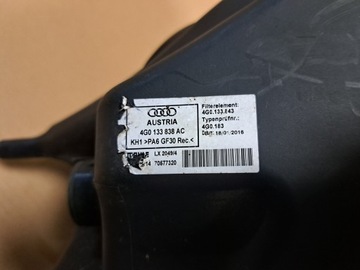 AUSTRIA
4G0 133 838 AC
KH1 >PA6 GF30 Rec.<
Filterelement:
4G0.133.843
Typenprüfnr.:
4G0 183
LX 2049/4
70577320